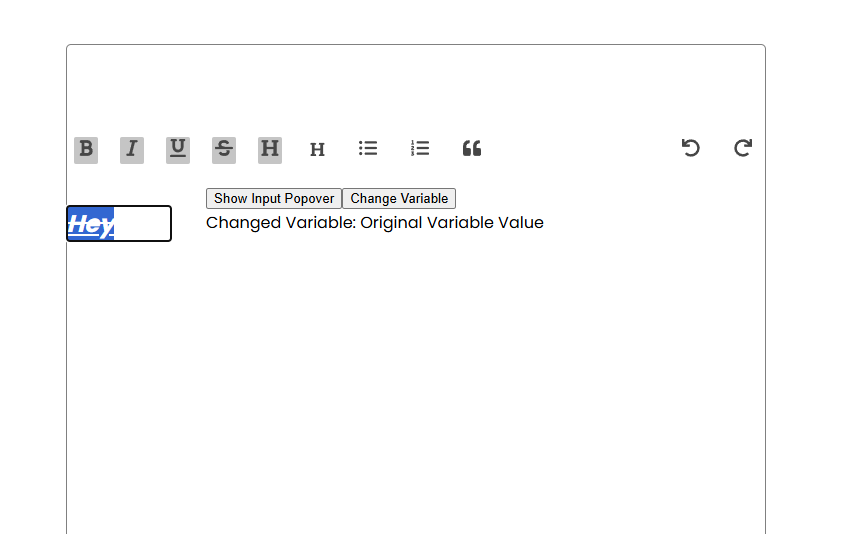 B I U S H H
Show Input Popover Change Variable
Hey
Changed Variable: Original Variable Value